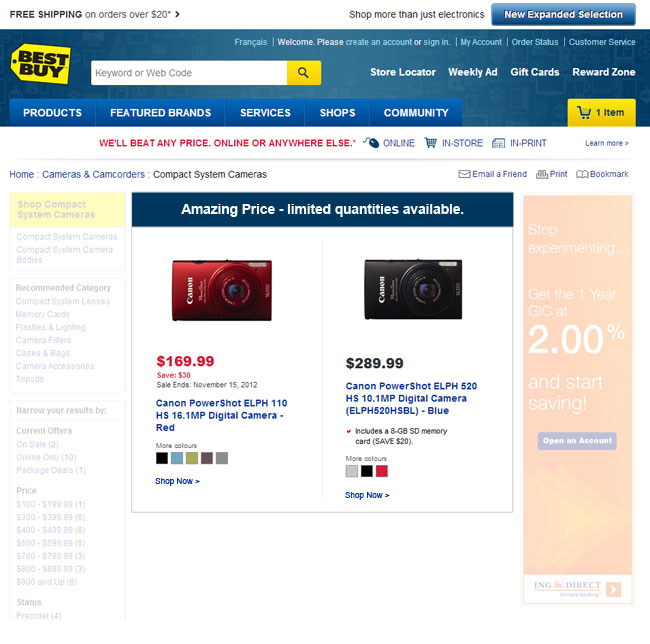 FREE SHIPPING on orders over $20* >
Shop more than just electronics
New Expanded Selection
BEST BUY
Français | Welcome. Please create an account or sign in. | My Account | Order Status | Customer Service
Keyword or Web Code
Store Locator Weekly Ad Gift Cards Reward Zone
PRODUCTS FEATURED BRANDS SERVICES SHOPS COMMUNITY
1 Item
WE'LL BEAT ANY PRICE. ONLINE OR ANYWHERE ELSE.* ONLINE IN-STORE IN-PRINT Learn more >
Home : Cameras & Camcorders : Compact System Cameras
Email a Friend Print Bookmark
Shop Compact
System Cameras
Compact System Cameras
Compact System Camera
Bodies
Recommended Category
Compact System Lenses
Memory Cards
Flashes & Lighting
Camera Filters
Cases & Bags
Camera Accessories
Tripods
Narrow your results by:
Current Offers
On Sale (2)
Online Only (10)
Package Deals (1)
Price
$100 - $199.99 (1)
$300 - $399.99 (6)
$400 - $499.99 (6)
$500 - $599.99 (6)
$700 - $799.99 (3)
$800 - $899.99 (3)
$900 and Up (6)
Status
Preorder (4)
Amazing Price - limited quantities available.
Canon
$169.99
Save: $30
Sale Ends: November 15, 2012
Canon PowerShot ELPH 110
HS 16.1MP Digital Camera -
Red
More colours
Shop Now >
Canon
$289.99
Canon PowerShot ELPH 520
HS 10.1MP Digital Camera
(ELPH520HSBL) - Blue
Includes a 8-GB SD memory
card (SAVE $20).
More colours
Shop Now >
Stop
experimenting...
Get the 1 Year
GIC at
2.00%
and start
saving!
Open an Account
ING DIRECT
forward banking